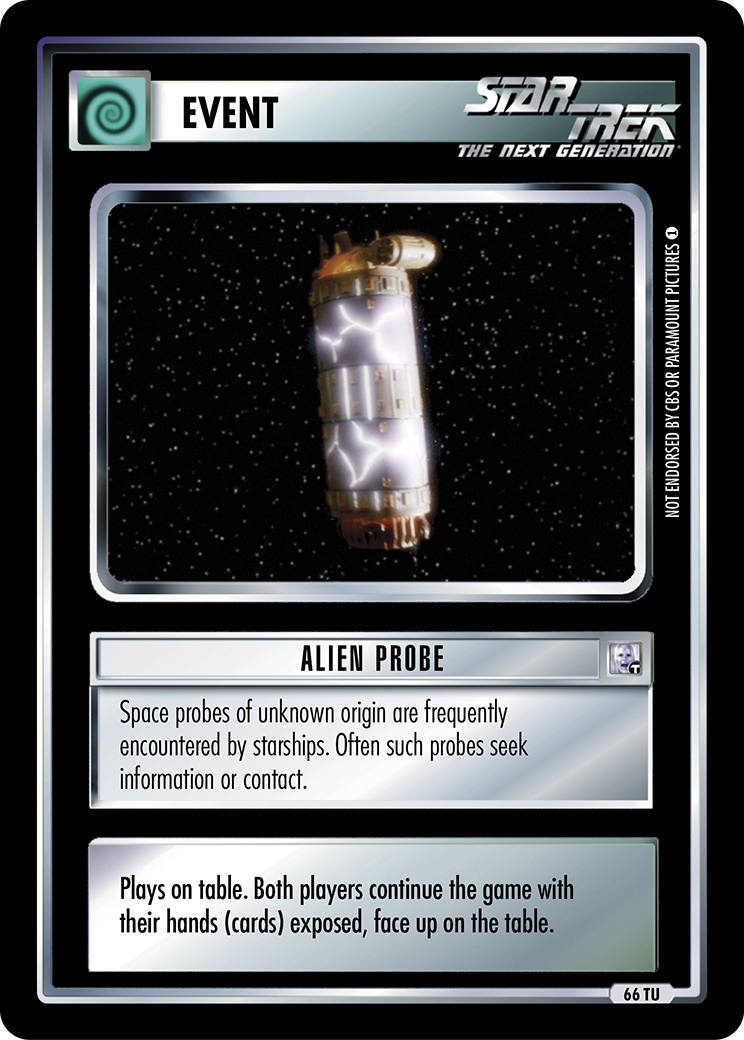 EVENT
STAR TREK
THE NEXT GENERATION
NOT ENDORSED BY CBS OR PARAMOUNT PICTURES 1
ALIEN PROBE
T
Space probes of unknown origin are frequently
encountered by starships. Often such probes seek
information or contact.
Plays on table. Both players continue the game with
their hands (cards) exposed, face up on the table.
66 TU